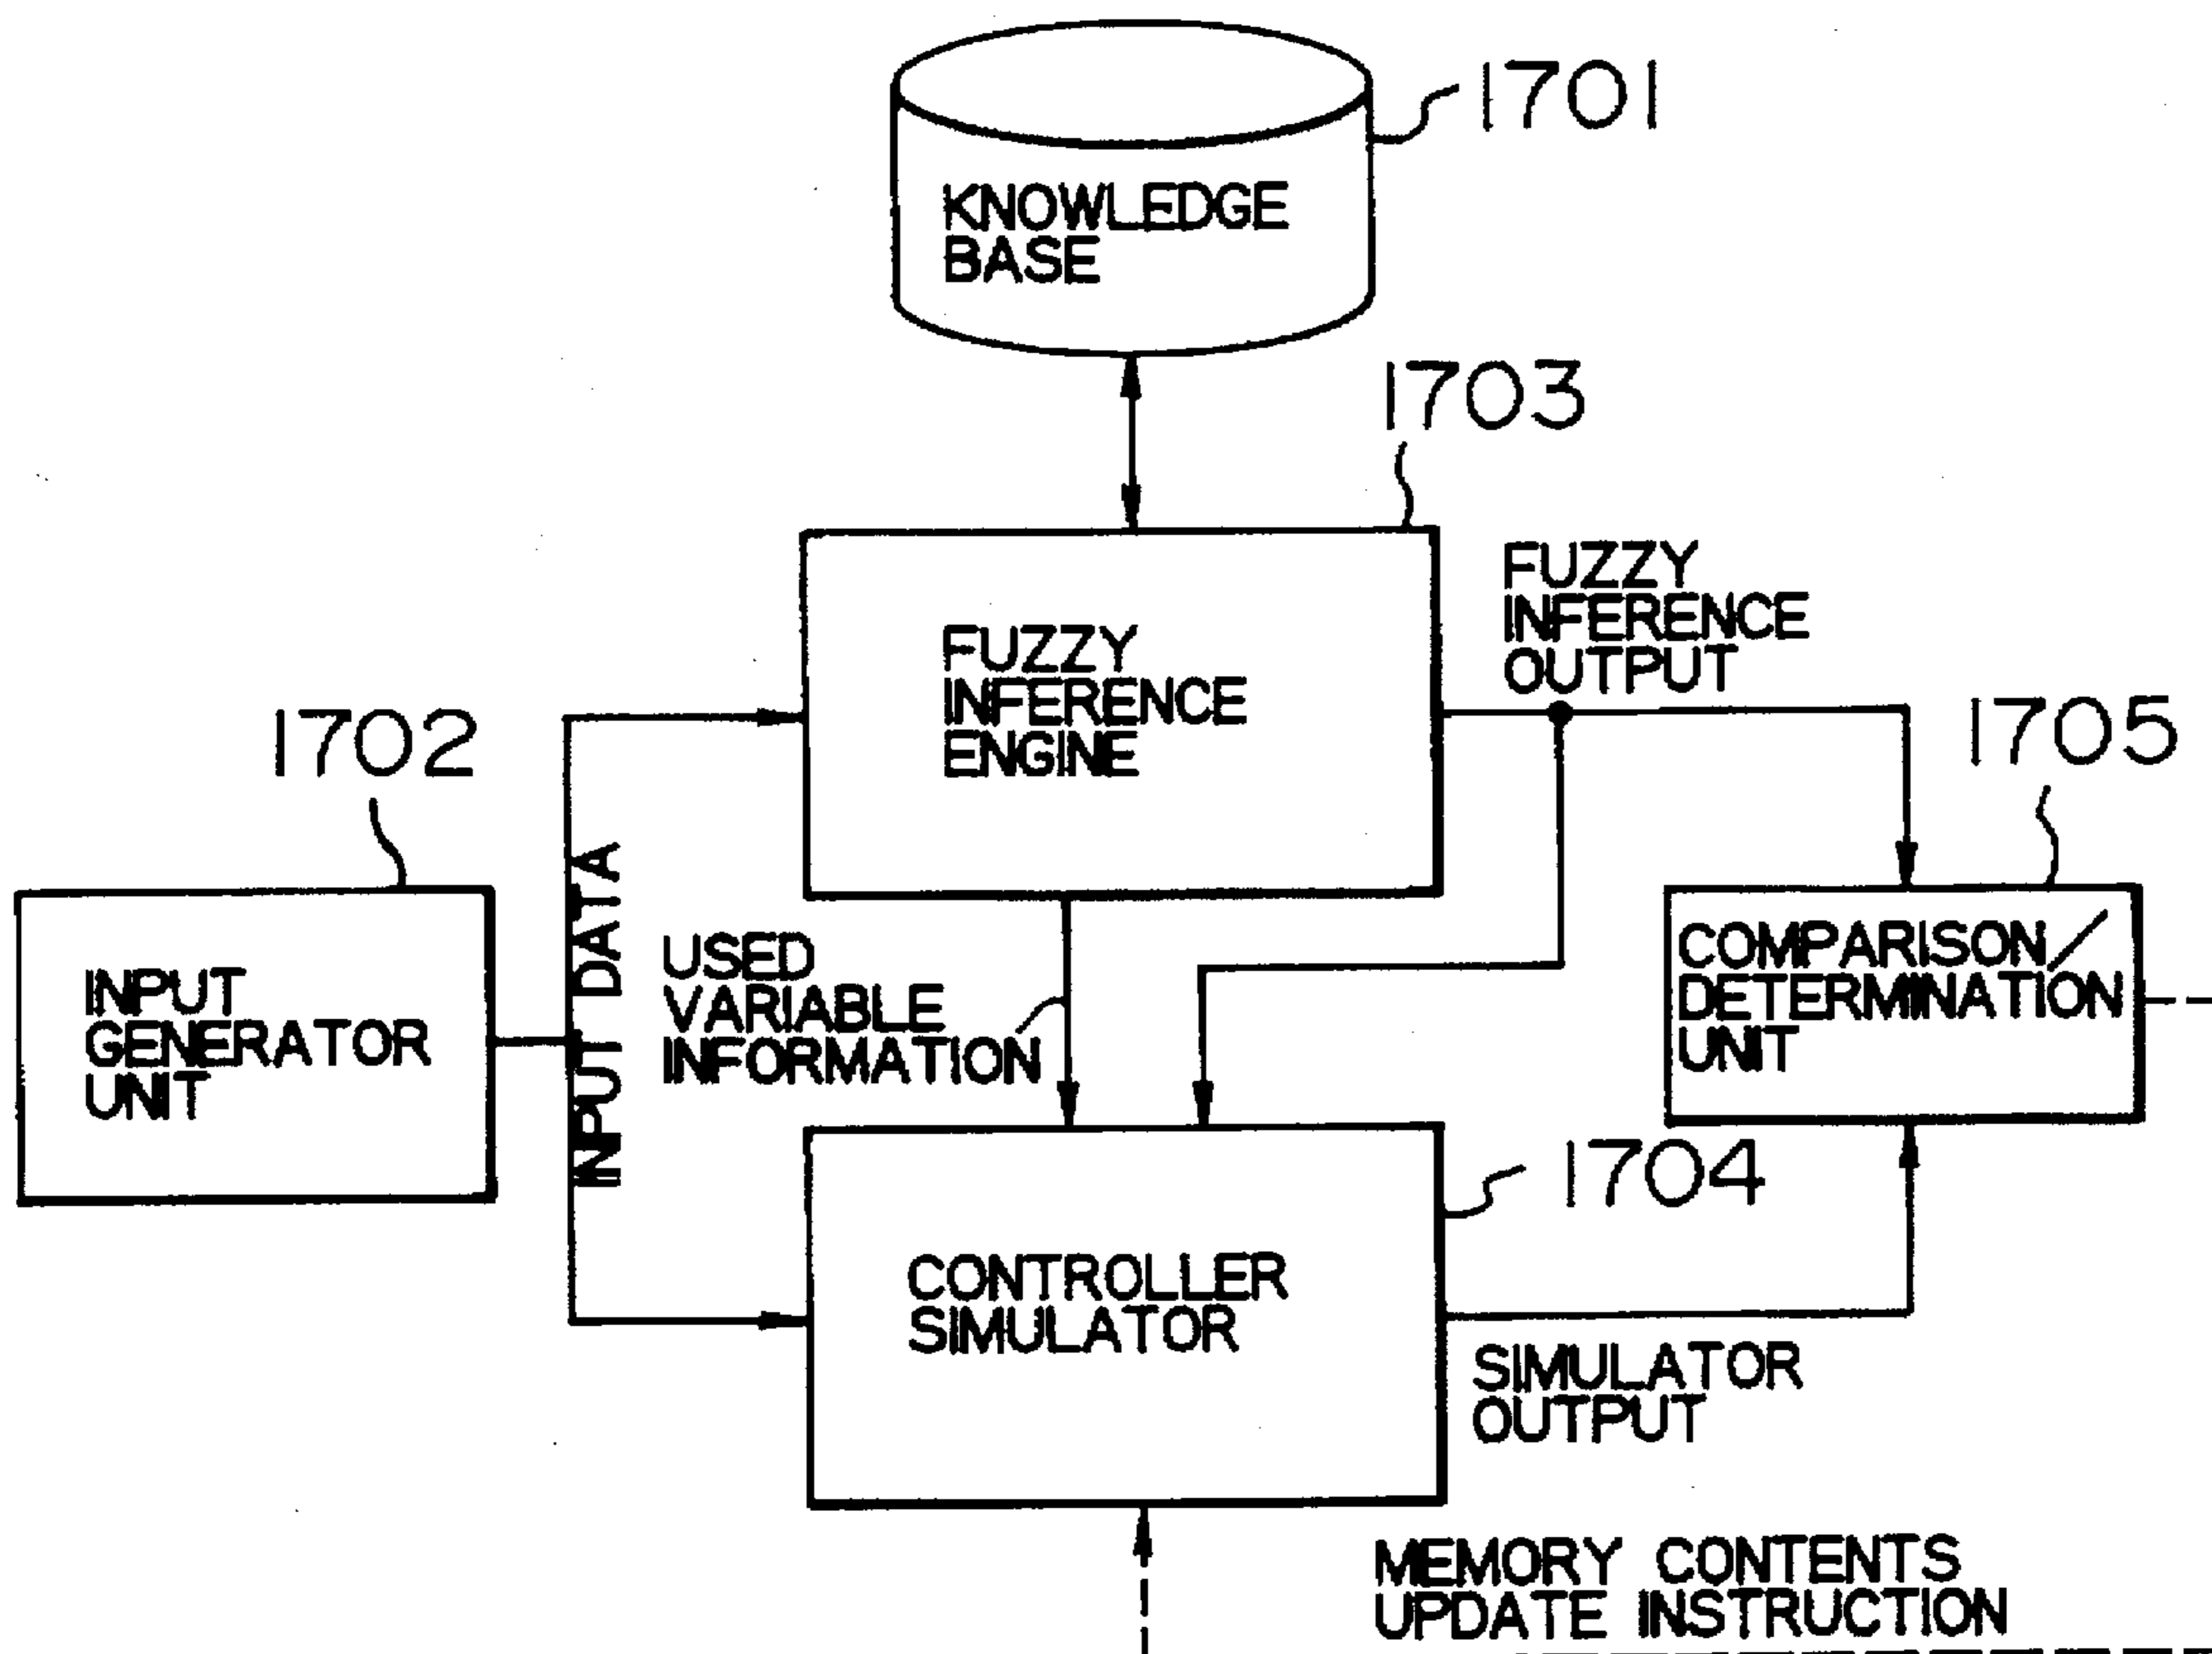 1701
KNOWLEDGE
BASE
1703
FUZZY
INFERENCE
OUTPUT
FUZZY
INFERENCE
ENGINE
1702
1705
INPUT DATA
USED
VARIABLE
INFORMATION
COMPARISON/
DETERMINATION
UNIT
INPUT
GENERATOR
UNIT
1704
CONTROLLER
SIMULATOR
SIMULATOR
OUTPUT
MEMORY CONTENTS
UPDATE INSTRUCTION